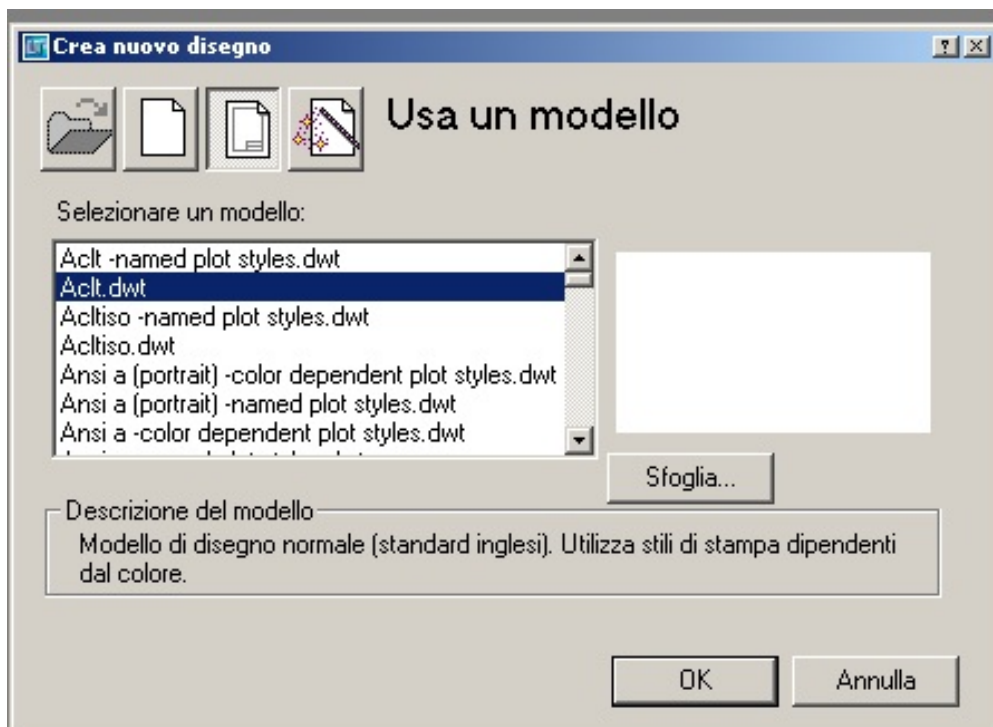 LT Crea nuovo disegno
Usa un modello
Selezionare un modello:
Aclt -named plot styles.dwt
Aclt.dwt
Acltiso -named plot styles.dwt
Acltiso.dwt
Ansi a (portrait) -color dependent plot styles.dwt
Ansi a (portrait) -named plot styles.dwt
Ansi a -color dependent plot styles.dwt
Sfoglia...
Descrizione del modello
Modello di disegno normale (standard inglesi). Utilizza stili di stampa dipendenti
dal colore.
OK
Annulla